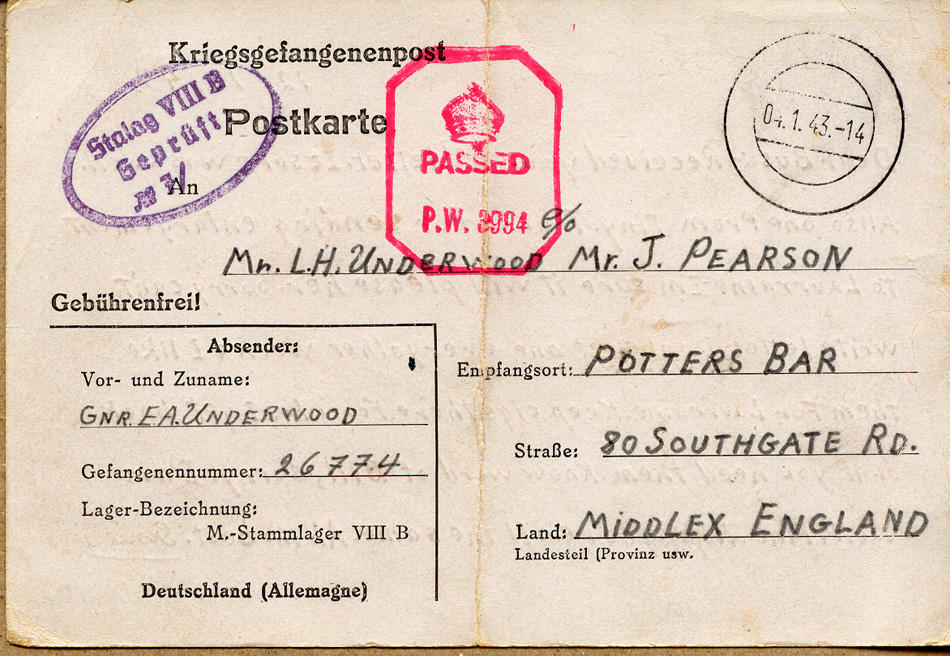 Kriegsgefangenenpost
Stalag VIII B
Geprüft
Postkarte
PASSED
P.W. 3994
04.1.43.-14
An
c/o
Mr. L.H. UNDERWOOD Mr. J. PEARSON
Gebührenfrei!
Absender:
Vor- und Zuname:
GNR. E.A. UNDERWOOD
Gefangenennummer: 26774
Lager-Bezeichnung:
M.-Stammlager VIII B
Deutschland (Allemagne)
Empfangsort: POTTERS BAR
Straße: 80 SOUTHGATE RD.
Land: MIDDLEX ENGLAND
Landesteil (Provinz usw.